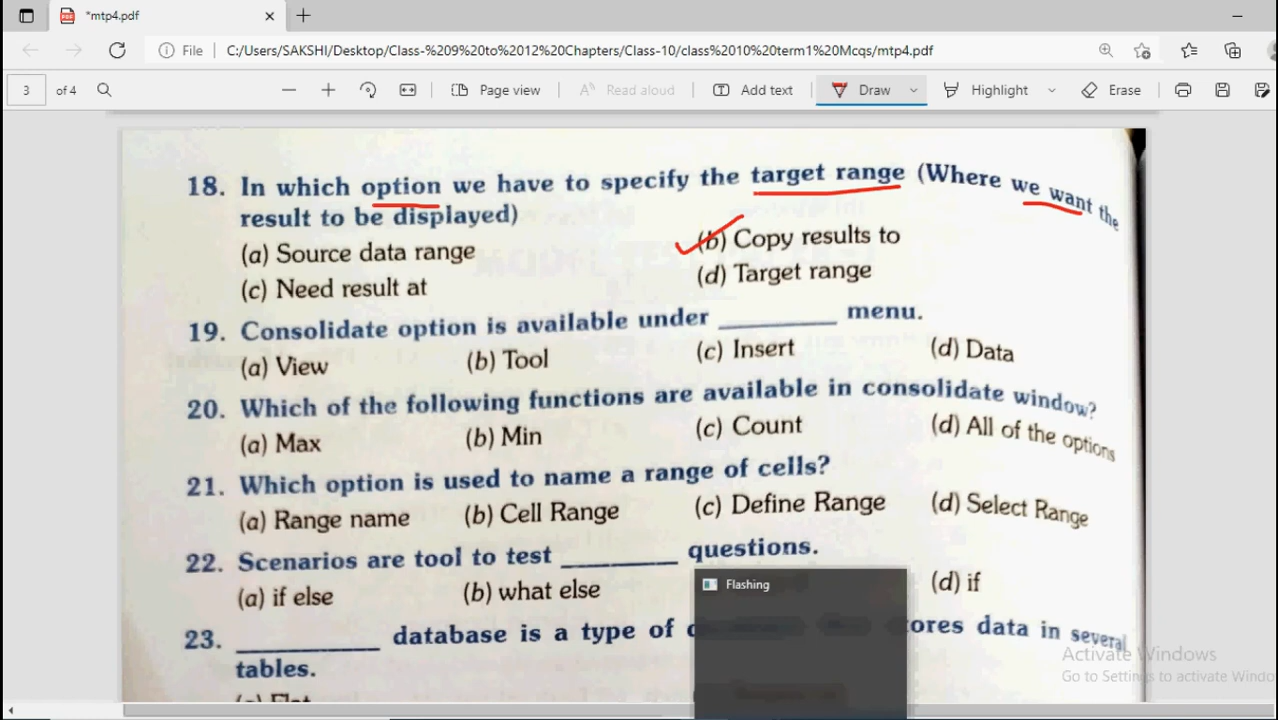 *mtp4.pdf
File C:/Users/SAKSHI/Desktop/Class-%209%20to%2012%20Chapters/Class-10/class%2010%20term1%20Mcqs/mtp4.pdf
3 of 4 Page view Read aloud Add text Draw Highlight Erase
18. In which option we have to specify the target range (Where we want the
result to be displayed)
(a) Source data range (b) Copy results to
(c) Need result at (d) Target range
19. Consolidate option is available under ________ menu.
(a) View (b) Tool (c) Insert (d) Data
20. Which of the following functions are available in consolidate window?
(a) Max (b) Min (c) Count (d) All of the options
21. Which option is used to name a range of cells?
(a) Range name (b) Cell Range (c) Define Range (d) Select Range
22. Scenarios are tool to test ________ questions.
Flashing
(a) if else (b) what else (d) if
23. ________ database is a type of data in several
tables.
Activate Windows
Go to Settings to activate Windo